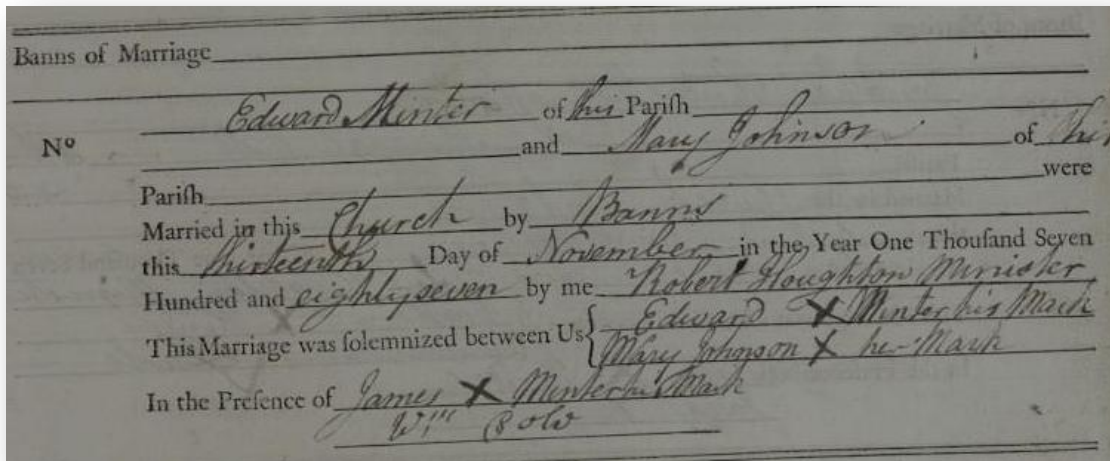 Banns of Marriage
Edward Minter of this Pariſh
Nº and Mary Johnson of this
Pariſh were
Married in this Church by Banns
this thirteenth Day of November in the Year One Thouſand Seven
Hundred and eighty seven by me Robert Houghton Minister
This Marriage was ſolemnized between Us { Edward X Minter his Mark
Mary Johnson X her Mark
In the Preſence of James X Minter his Mark
Wm